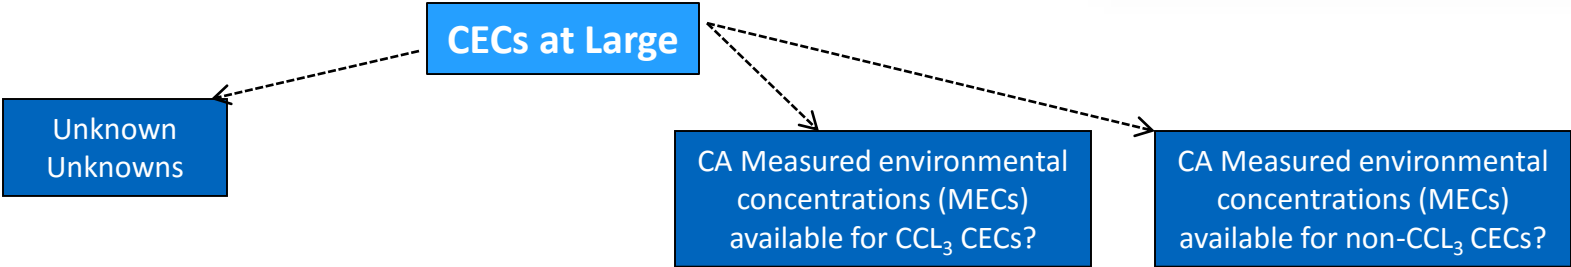 CECs at Large
Unknown
Unknowns
CA Measured environmental
concentrations (MECs)
available for CCL₃ CECs?
CA Measured environmental
concentrations (MECs)
available for non-CCL₃ CECs?